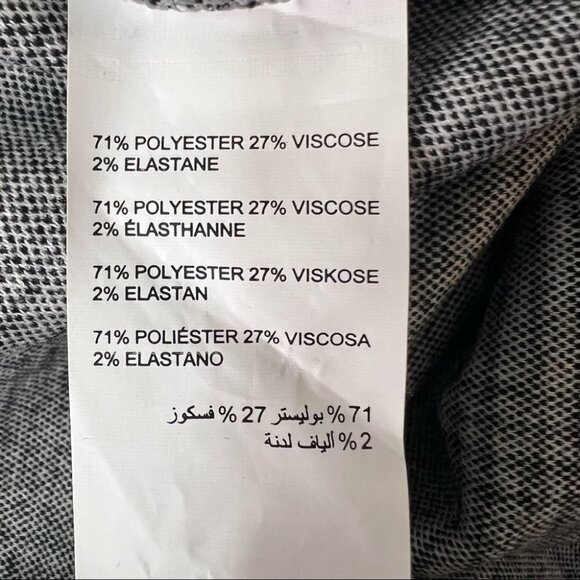 71% POLYESTER 27% VISCOSE
2% ELASTANE
71% POLYESTER 27% VISCOSE
2% ÉLASTHANNE
71% POLYESTER 27% VISKOSE
2% ELASTAN
71% POLIÉSTER 27% VISCOSA
2% ELASTANO
71 % بوليستر 27 % فسكوز
2 % ألياف لدنة